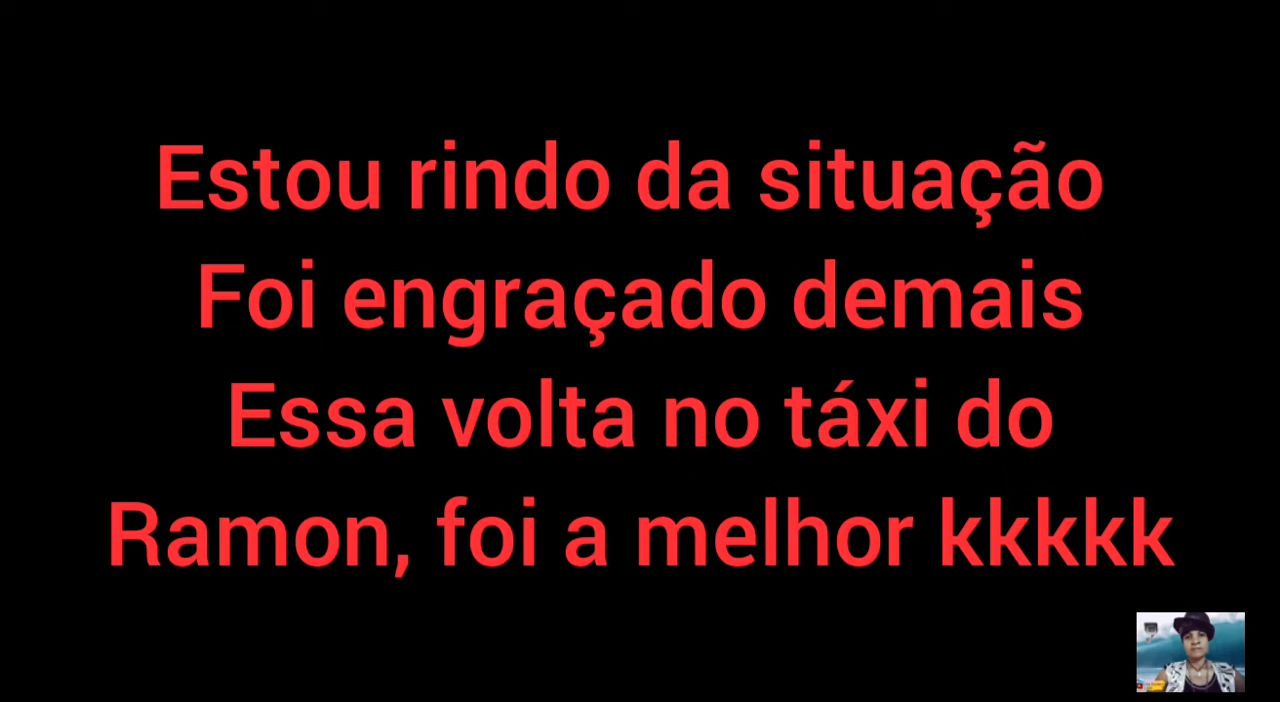 Estou rindo da situação
Foi engraçado demais
Essa volta no táxi do
Ramon, foi a melhor kkkkk